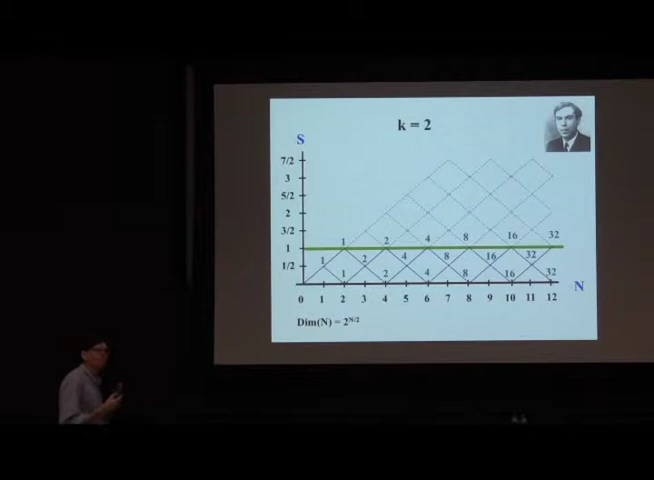 k = 2
S
7/2
3
5/2
2
3/2
1
1/2
1 2 4 8 16 32
1 2 4 8 16 32
1 2 4 8 16 32
0 1 2 3 4 5 6 7 8 9 10 11 12
N
Dim(N) = 2^N/2